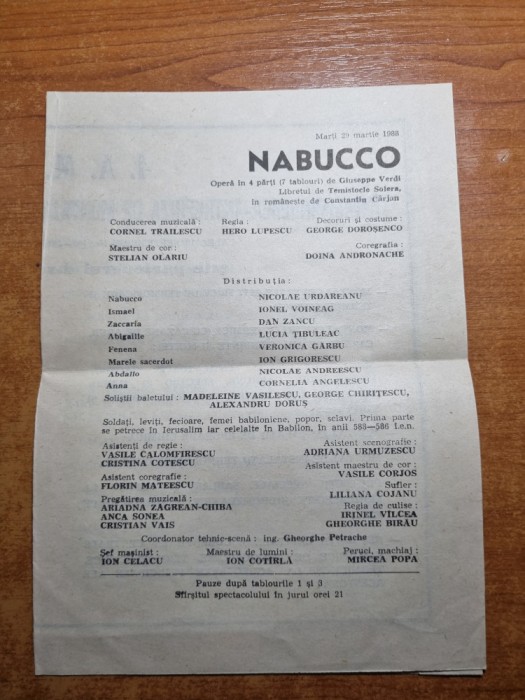 Marți 29 martie 1988
NABUCCO
Operă în 4 părți (7 tablouri) de Giuseppe Verdi
Libretul de Temistocle Solera,
în românește de Constantin Cârjan
Conducerea muzicală : Regia : Decoruri și costume :
CORNEL TRĂILESCU HERO LUPESCU GEORGE DOROȘENCO
Maestru de cor : Coregrafia :
STELIAN OLARIU DOINA ANDRONACHE
Distribuția :
Nabucco NICOLAE URDĂREANU
Ismael IONEL VOINEAG
Zaccaria DAN ZANCU
Abigaille LUCIA ȚIBULEAC
Fenena VERONICA GÂRBU
Marele sacerdot ION GRIGORESCU
Abdallo NICOLAE ANDREESCU
Anna CORNELIA ANGELESCU
Soliștii baletului : MADELEINE VASILESCU, GEORGE CHIRIȚESCU,
ALEXANDRU DORUȘ
Soldați, leviți, fecioare, femei babiloniene, popor, sclavi. Prima parte
se petrece în Ierusalim iar celelalte în Babilon, în anii 585—586 î.e.n.
Asistenți de regie : Asistent scenografie :
VASILE CALOMFIRESCU ADRIANA URMUZESCU
CRISTINA COTESCU Asistent maestru de cor :
Asistent coregrafie : VASILE CORJOS
FLORIN MATEESCU Sufler :
Pregătirea muzicală : LILIANA COJANU
ARIADNA ZĂGREAN-CHIBA Regia de culise :
ANCA SONEA IRINEL VÎLCEA
CRISTIAN VAIS GHEORGHE BIRĂU
Coordonator tehnic-scenă : ing. Gheorghe Petrache
Șef mașinist : Maestru de lumini : Peruci, machiaj :
ION CELACU ION COTÎRLĂ MIRCEA POPA
Pauze după tablourile 1 și 3
Sfîrșitul spectacolului în jurul orei 21